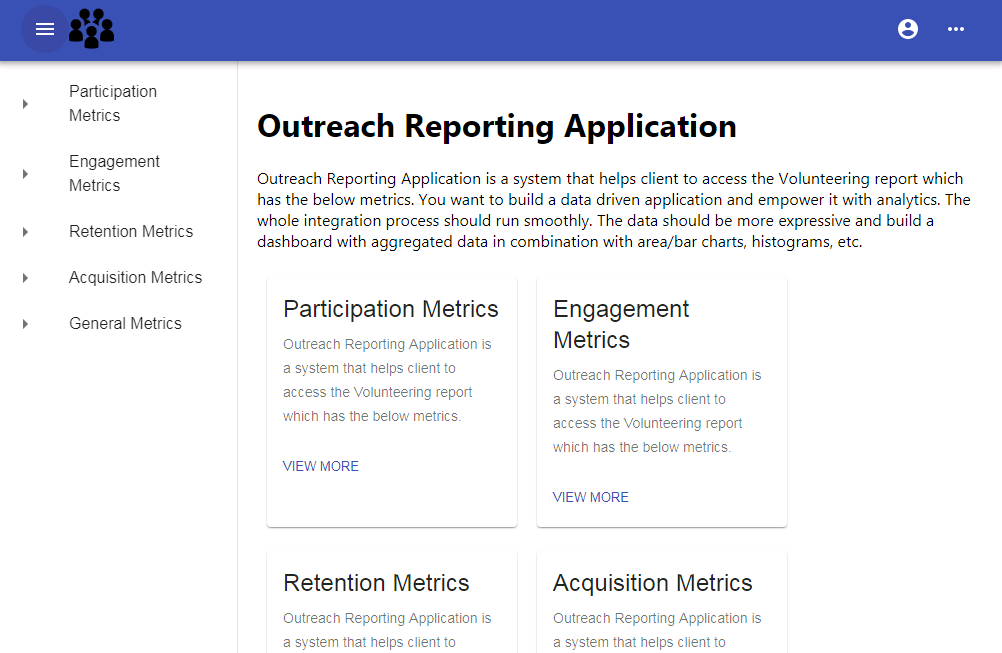 Participation
Metrics
Engagement
Metrics
Retention Metrics
Acquisition Metrics
General Metrics
Outreach Reporting Application
Outreach Reporting Application is a system that helps client to access the Volunteering report which
has the below metrics. You want to build a data driven application and empower it with analytics. The
whole integration process should run smoothly. The data should be more expressive and build a
dashboard with aggregated data in combination with area/bar charts, histograms, etc.
Participation Metrics
Outreach Reporting Application is
a system that helps client to
access the Volunteering report
which has the below metrics.
VIEW MORE
Engagement
Metrics
Outreach Reporting Application is
a system that helps client to
access the Volunteering report
which has the below metrics.
VIEW MORE
Retention Metrics
Outreach Reporting Application is
a system that helps client to
Acquisition Metrics
Outreach Reporting Application is
a system that helps client to